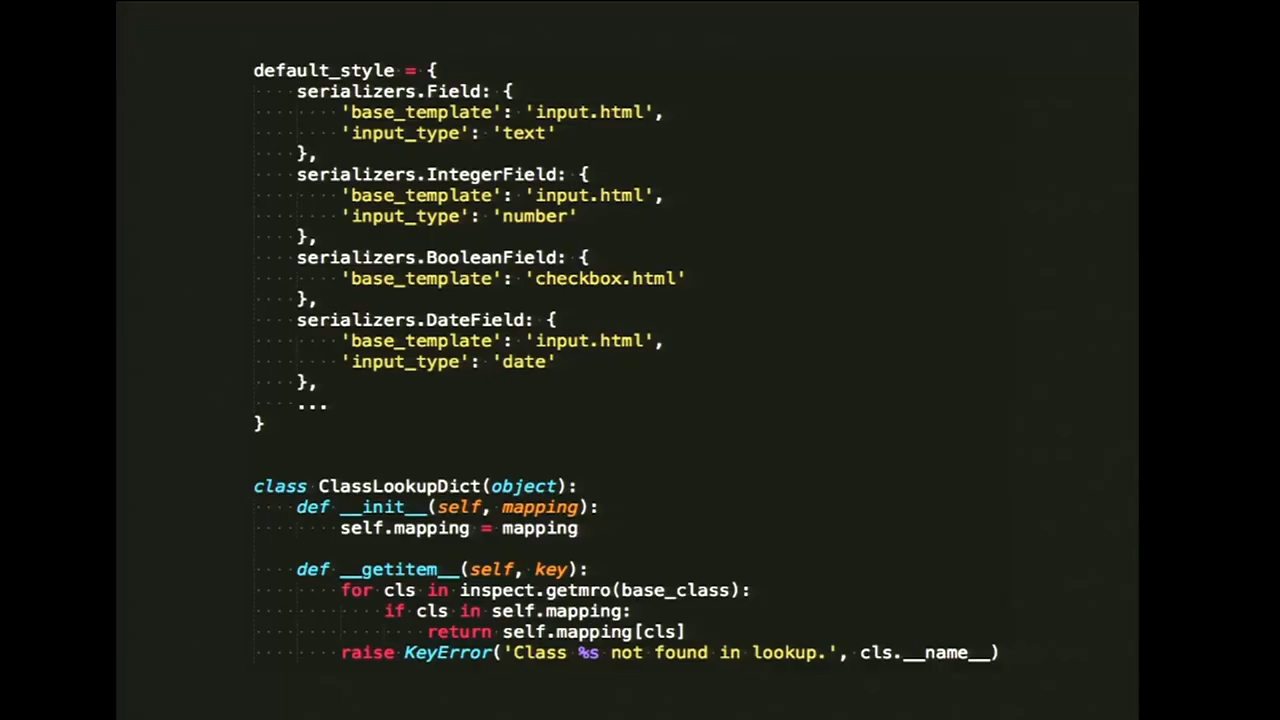 default_style = {
    serializers.Field: {
        'base_template': 'input.html',
        'input_type': 'text'
    },
    serializers.IntegerField: {
        'base_template': 'input.html',
        'input_type': 'number'
    },
    serializers.BooleanField: {
        'base_template': 'checkbox.html'
    },
    serializers.DateField: {
        'base_template': 'input.html',
        'input_type': 'date'
    },
    ...
}
class ClassLookupDict(object):
    def __init__(self, mapping):
        self.mapping = mapping
    def __getitem__(self, key):
        for cls in inspect.getmro(base_class):
            if cls in self.mapping:
                return self.mapping[cls]
        raise KeyError('Class %s not found in lookup.', cls.__name__)